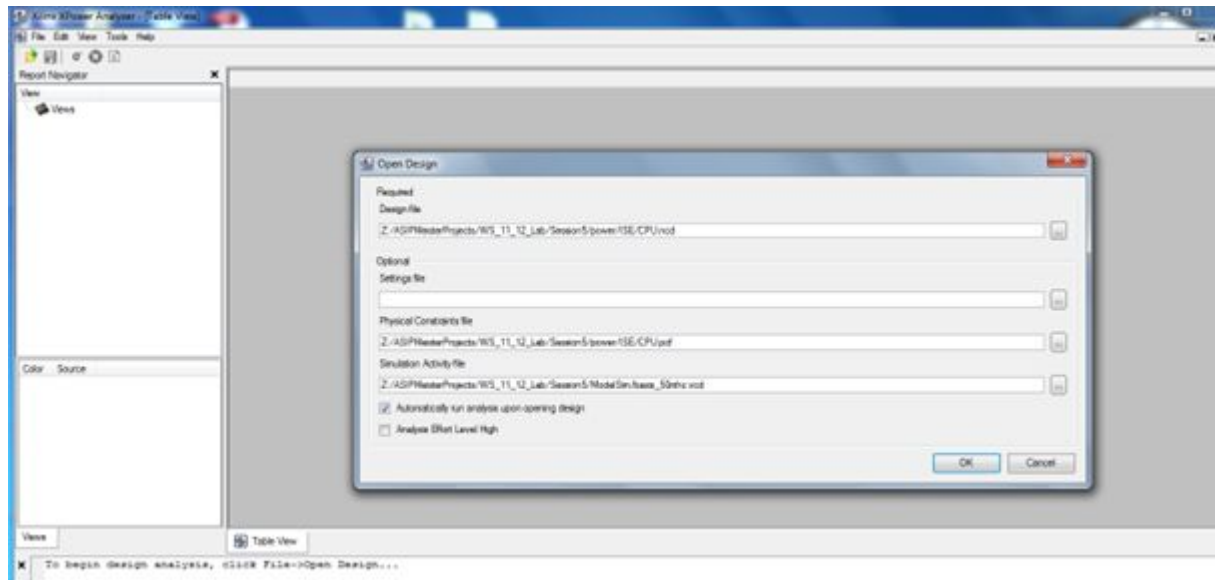 Xilinx XPower Analyzer - [Table View]
File Edit View Tools Help
Report Navigator
View
Views
Open Design
Required
Design file
Z:/ASIPMeisterProjects/WS_11_12_Lab/Session5/power/ISE/CPU.ncd
Optional
Settings file
Physical Constraints file
Z:/ASIPMeisterProjects/WS_11_12_Lab/Session5/power/ISE/CPU.pcf
Simulation Activity file
Z:/ASIPMeisterProjects/WS_11_12_Lab/Session5/ModelSim/base_50mhz.vcd
Color Source
Automatically run analysis upon opening design
Analysis Effort Level High
OK Cancel
Views
Table View
To begin design analysis, click File->Open Design...